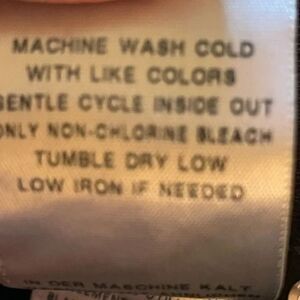 MACHINE WASH COLD
WITH LIKE COLORS
GENTLE CYCLE INSIDE OUT
ONLY NON-CHLORINE BLEACH
TUMBLE DRY LOW
LOW IRON IF NEEDED
IN DER MASCHINE KALT